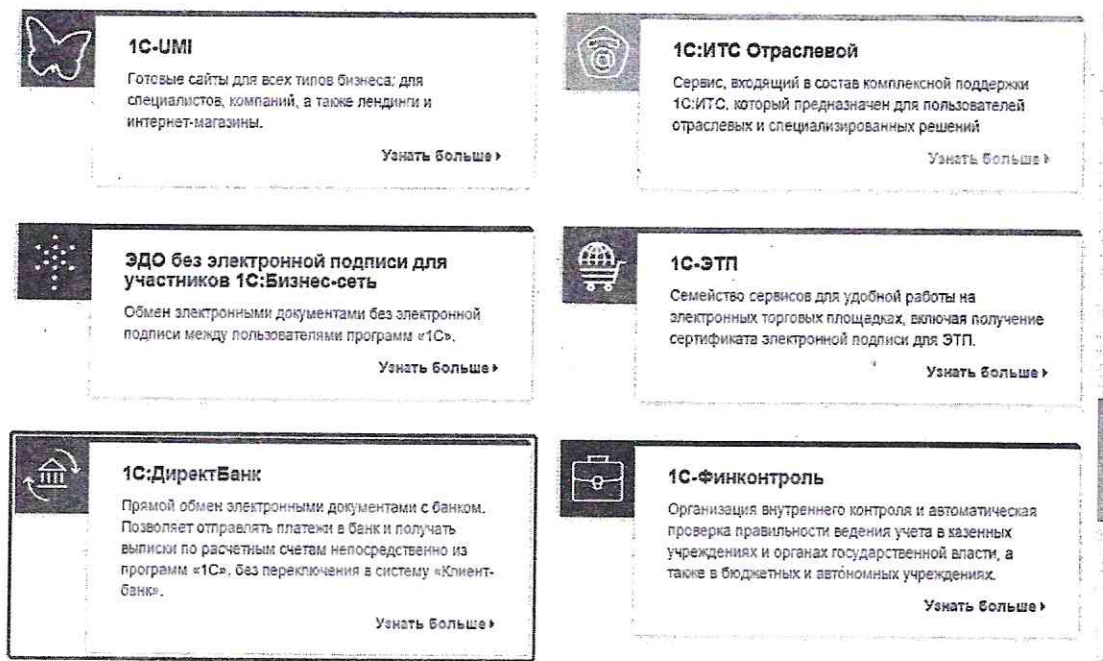 1С-UMI
Готовые сайты для всех типов бизнеса: для
специалистов, компаний, а также лендинги и
интернет-магазины.
Узнать больше
1С:ИТС Отраслевой
Сервис, входящий в состав комплексной поддержки
1С:ИТС, который предназначен для пользователей
отраслевых и специализированных решений
Узнать больше
ЭДО без электронной подписи для
участников 1С:Бизнес-сеть
Обмен электронными документами без электронной
подписи между пользователями программ «1С».
Узнать больше
1С-ЭТП
Семейство сервисов для удобной работы на
электронных торговых площадках, включая получение
сертификата электронной подписи для ЭТП.
Узнать больше
1С:ДиректБанк
Прямой обмен электронными документами с банком.
Позволяет отправлять платежи в банк и получать
выписки по расчетным счетам непосредственно из
программ «1С», без переключения в систему «Клиент-
банк».
Узнать больше
1С-Финконтроль
Организация внутреннего контроля и автоматическая
проверка правильности ведения учета в казенных
учреждениях и органах государственной власти, а
также в бюджетных и автономных учреждениях.
Узнать больше